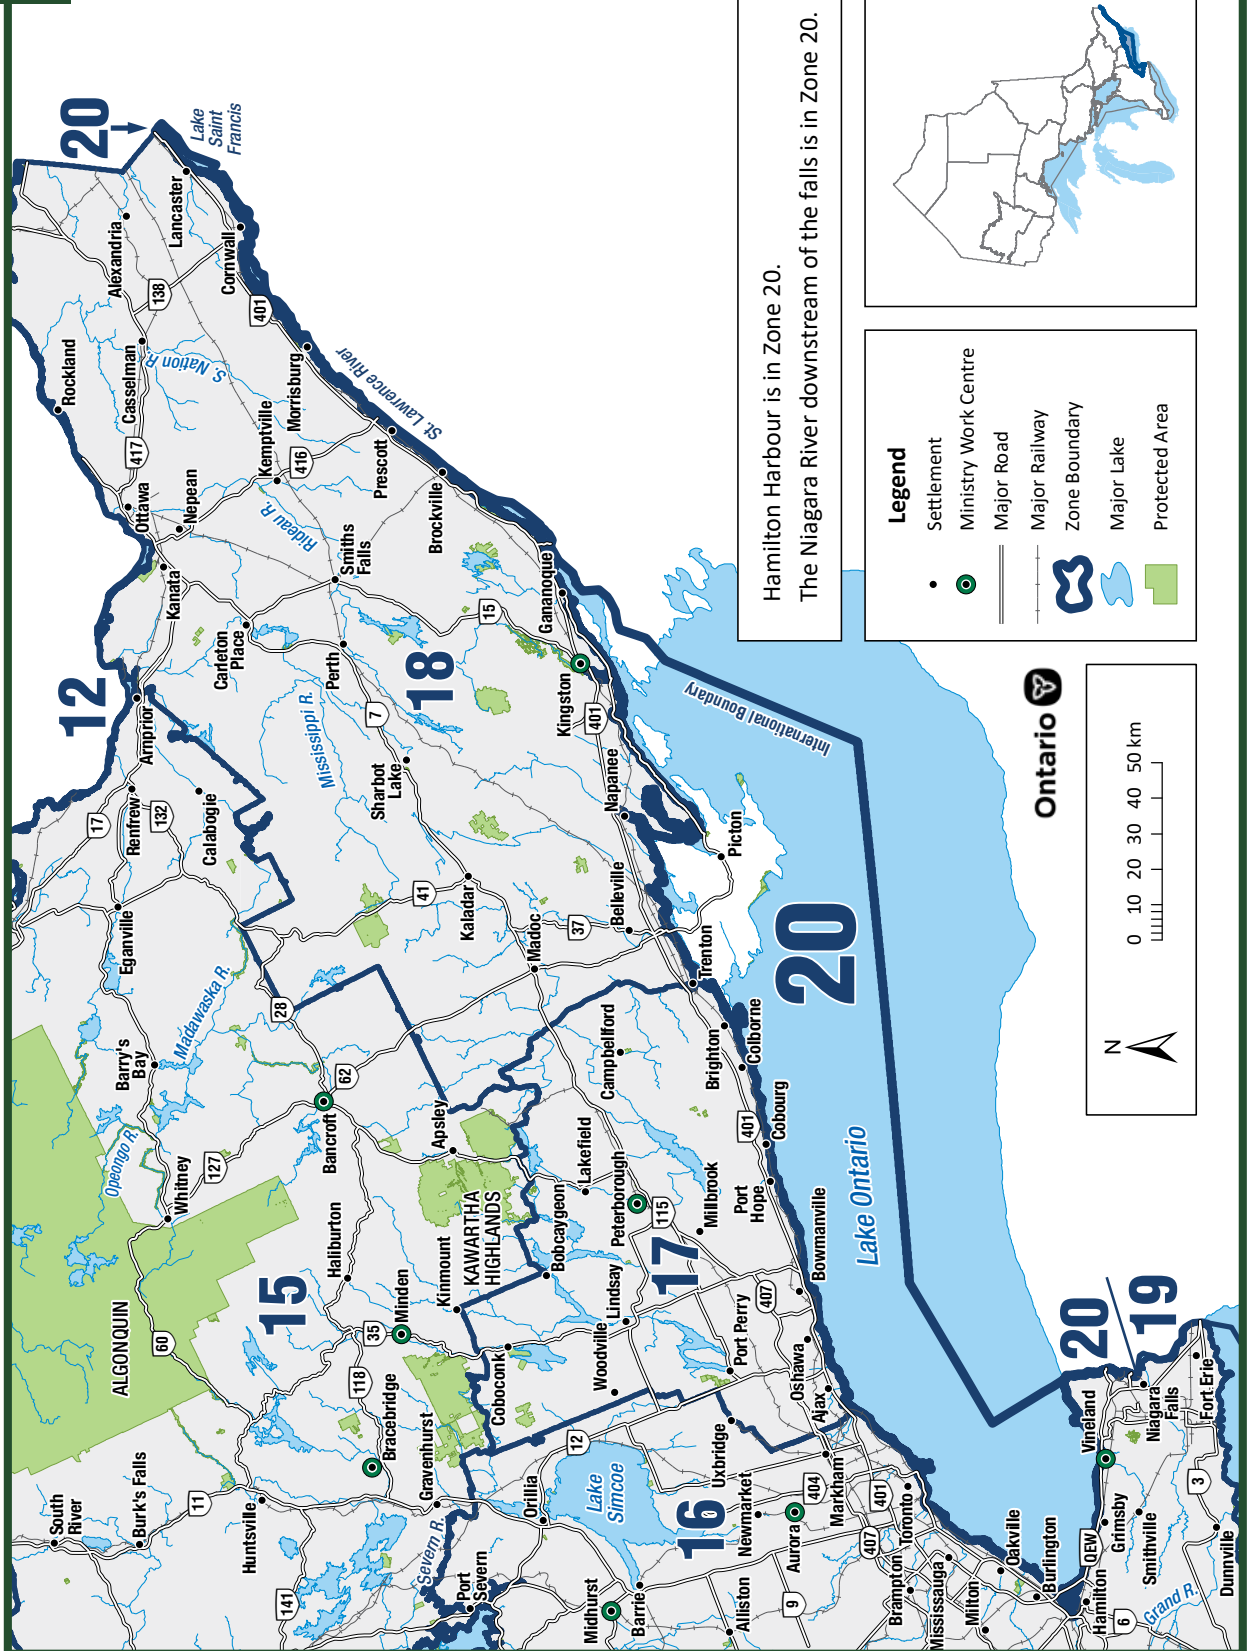 20
Lake
Saint
Francis
Lancaster
Alexandria
Cornwall
138
401
Rockland
Casselman
S. Nation R.
417
Morrisburg
St. Lawrence River
Kemptville
416
Ottawa
Nepean
Prescott
Rideau R.
Brockville
Smiths
Falls
Kanata
Carleton
Place
Perth
15
Gananoque
12
18
Kingston
401
Arnprior
Mississippi R.
7
International Boundary
Sharbot
Lake
Napanee
17
Renfrew
132
Calabogie
Picton
Eganville
41
Kaladar
Belleville
37
Madoc
Trenton
Madawaska R.
28
Barry's
Bay
62
Campbellford
Brighton
Colborne
20
Bancroft
Apsley
401
Cobourg
Opeongo R.
Whitney
127
Lakefield
Peterborough
115
Millbrook
Port
Hope
Lake Ontario
KAWARTHA
HIGHLANDS
Bobcaygeon
Haliburton
Kinmount
Lindsay
17
Bowmanville
407
ALGONQUIN
60
15
Minden
35
118
Coboconk
Woodville
Port Perry
Oshawa
Ajax
Bracebridge
Gravenhurst
12
Uxbridge
South
River
Burk's Falls
11
Huntsville
Orillia
Lake
Simcoe
16
Newmarket
Aurora
404
Markham
401
407
Toronto
141
Severn R.
Port
Severn
Midhurst
Barrie
Alliston
9
Brampton
Mississauga
Milton
Oakville
Burlington
Hamilton
QEW
6
Grimsby
Smithville
Grand R.
Dunnville
3
Vineland
Niagara
Falls
Fort Erie
20
19
Hamilton Harbour is in Zone 20.
The Niagara River downstream of the falls is in Zone 20.
Legend
Settlement
Ministry Work Centre
Major Road
Major Railway
Zone Boundary
Major Lake
Protected Area
Ontario
0 10 20 30 40 50 km
N